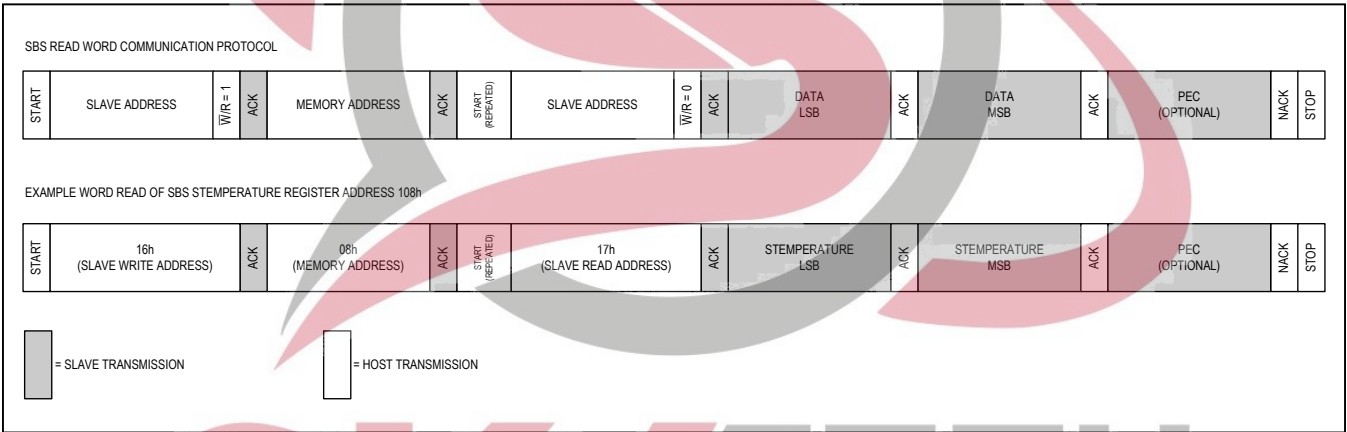 SBS READ WORD COMMUNICATION PROTOCOL
START SLAVE ADDRESS W̅/R = 1 ACK MEMORY ADDRESS ACK START (REPEATED) SLAVE ADDRESS W̅/R = 0 ACK DATA LSB ACK DATA MSB ACK PEC (OPTIONAL) NACK STOP
EXAMPLE WORD READ OF SBS STEMPERATURE REGISTER ADDRESS 108h
START 16h (SLAVE WRITE ADDRESS) ACK 08h (MEMORY ADDRESS) ACK START (REPEATED) 17h (SLAVE READ ADDRESS) ACK STEMPERATURE LSB ACK STEMPERATURE MSB ACK PEC (OPTIONAL) NACK STOP
= SLAVE TRANSMISSION = HOST TRANSMISSION